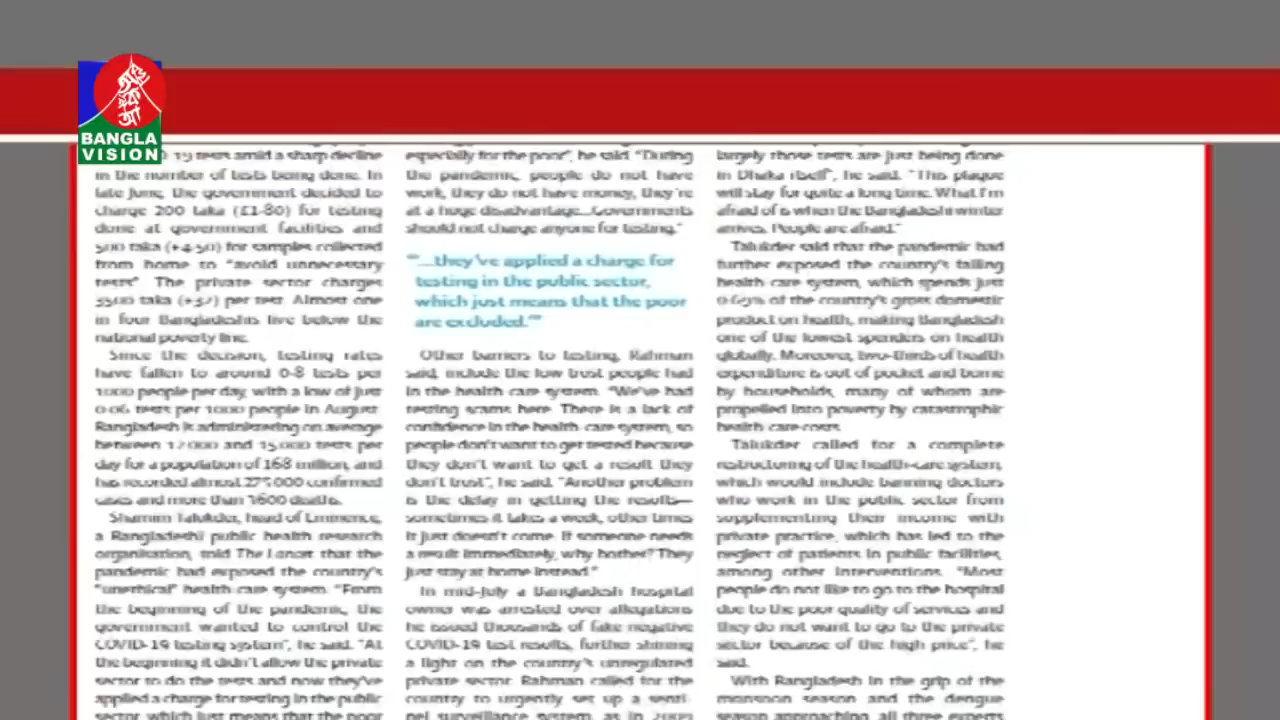 BANGLA
VISION
19 tests amid a sharp decline
in the number of tests being done. In
late June, the government decided to
charge 200 taka (£1·80) for testing
done at government facilities and
500 taka (£4·50) for samples collected
from home to "avoid unnecessary
tests". The private sector charges
3500 taka (£32) per test. Almost one
in four Bangladeshis live below the
national poverty line.
Since the decision, testing rates
have fallen to around 0·8 tests per
1000 people per day, with a low of just
0·06 tests per 1000 people in August.
Bangladesh is administering on average
between 12 000 and 15 000 tests per
day for a population of 168 million, and
has recorded almost 275 000 confirmed
cases and more than 3600 deaths.
Shamim Talukder, head of Eminence,
a Bangladeshi public health research
organisation, told The Lancet that the
pandemic had exposed the country's
"unethical" health-care system. "From
the beginning of the pandemic, the
government wanted to control the
COVID-19 testing system", he said. "At
the beginning it didn't allow the private
sector to do the tests and now they've
applied a charge for testing in the public
sector, which just means that the poor
especially for the poor", he said. "During
the pandemic, people do not have
work, they do not have money, they're
at a huge disadvantage...Governments
should not charge anyone for testing."
"'...they've applied a charge for
testing in the public sector,
which just means that the poor
are excluded.'"
Other barriers to testing, Rahman
said, include the low trust people had
in the health-care system. "We've had
testing scams here. There is a lack of
confidence in the health-care system, so
people don't want to get tested because
they don't want to get a result they
don't trust", he said. "Another problem
is the delay in getting the results—
sometimes it takes a week, other times
it just doesn't come. If someone needs
a result immediately, why bother? They
just stay at home instead."
In mid-July a Bangladesh hospital
owner was arrested over allegations
he issued thousands of fake negative
COVID-19 test results, further shining
a light on the country's unregulated
private sector. Rahman called for the
country to urgently set up a senti-
nel surveillance system, as in 2009
largely those tests are just being done
in Dhaka itself", he said. "This plague
will stay for quite a long time. What I'm
afraid of is when the Bangladeshi winter
arrives. People are afraid."
Talukder said that the pandemic had
further exposed the country's failing
health-care system, which spends just
0·69% of the country's gross domestic
product on health, making Bangladesh
one of the lowest spenders on health
globally. Moreover, two-thirds of health
expenditure is out of pocket and borne
by households, many of whom are
propelled into poverty by catastrophic
health-care costs.
Talukder called for a complete
restructuring of the health-care system,
which would include banning doctors
who work in the public sector from
supplementing their income with
private practice, which has led to the
neglect of patients in public facilities,
among other interventions. "Most
people do not like to go to the hospital
due to the poor quality of services and
they do not want to go to the private
sector because of the high price", he
said.
With Bangladesh in the grip of the
monsoon season and the dengue
season approaching, all three experts